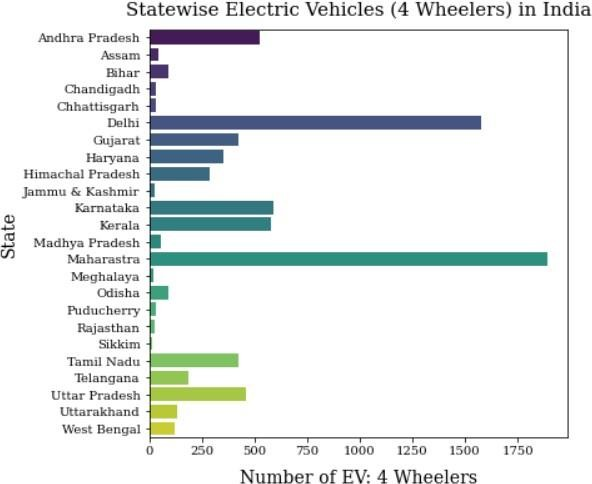 Statewise Electric Vehicles (4 Wheelers) in India
Andhra Pradesh
Assam
Bihar
Chandigadh
Chhattisgarh
Delhi
Gujarat
Haryana
Himachal Pradesh
Jammu & Kashmir
Karnataka
Kerala
Madhya Pradesh
Maharastra
Meghalaya
Odisha
Puducherry
Rajasthan
Sikkim
Tamil Nadu
Telangana
Uttar Pradesh
Uttarakhand
West Bengal
State
0 250 500 750 1000 1250 1500 1750
Number of EV: 4 Wheelers